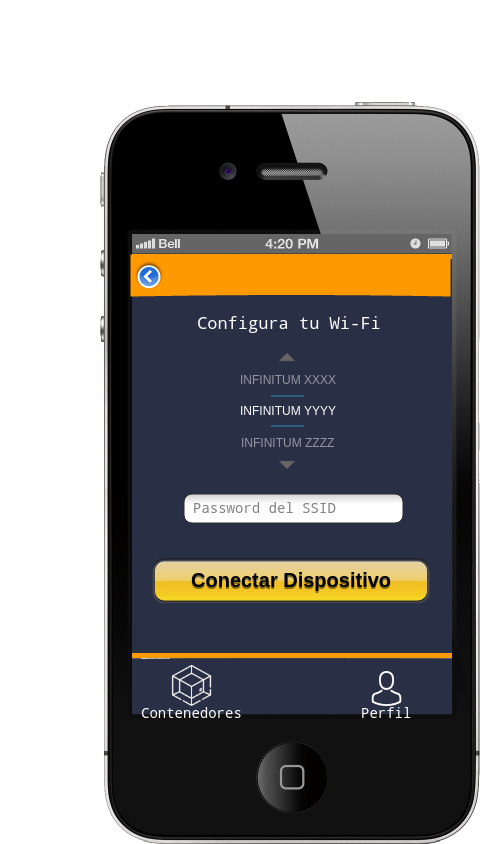 Bell 4:20 PM
Configura tu Wi-Fi
INFINITUM XXXX
INFINITUM YYYY
INFINITUM ZZZZ
Password del SSID
Conectar Dispositivo
Contenedores Perfil